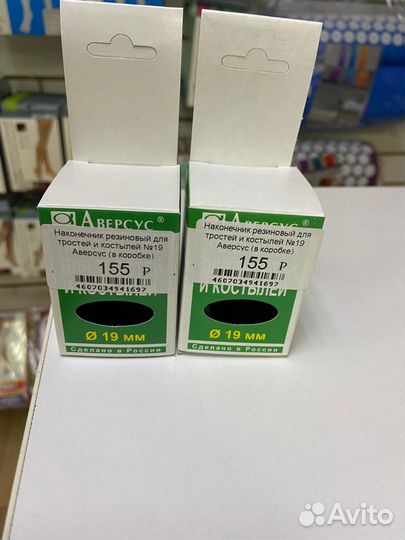 Аверсус®
Наконечник резиновый для
тростей и костылей №19
Аверсус (в коробке)
155 Р
4607034941697
И КОСТЫЛЕЙ
Ø 19 мм
Сделано в России
Аверсус®
Наконечник резиновый для
тростей и костылей №19
Аверсус (в коробке)
155 Р
4607034941697
И КОСТЫЛЕЙ
Ø 19 мм
Сделано в России
Avito